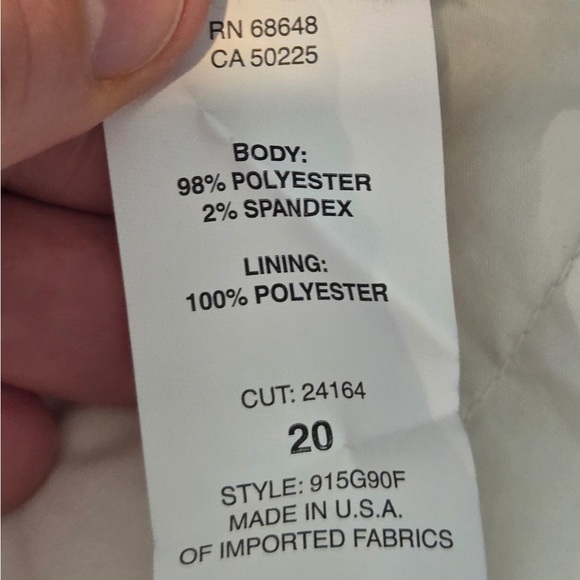 RN 68648
CA 50225
BODY:
98% POLYESTER
2% SPANDEX
LINING:
100% POLYESTER
CUT: 24164
20
STYLE: 915G90F
MADE IN U.S.A.
OF IMPORTED FABRICS